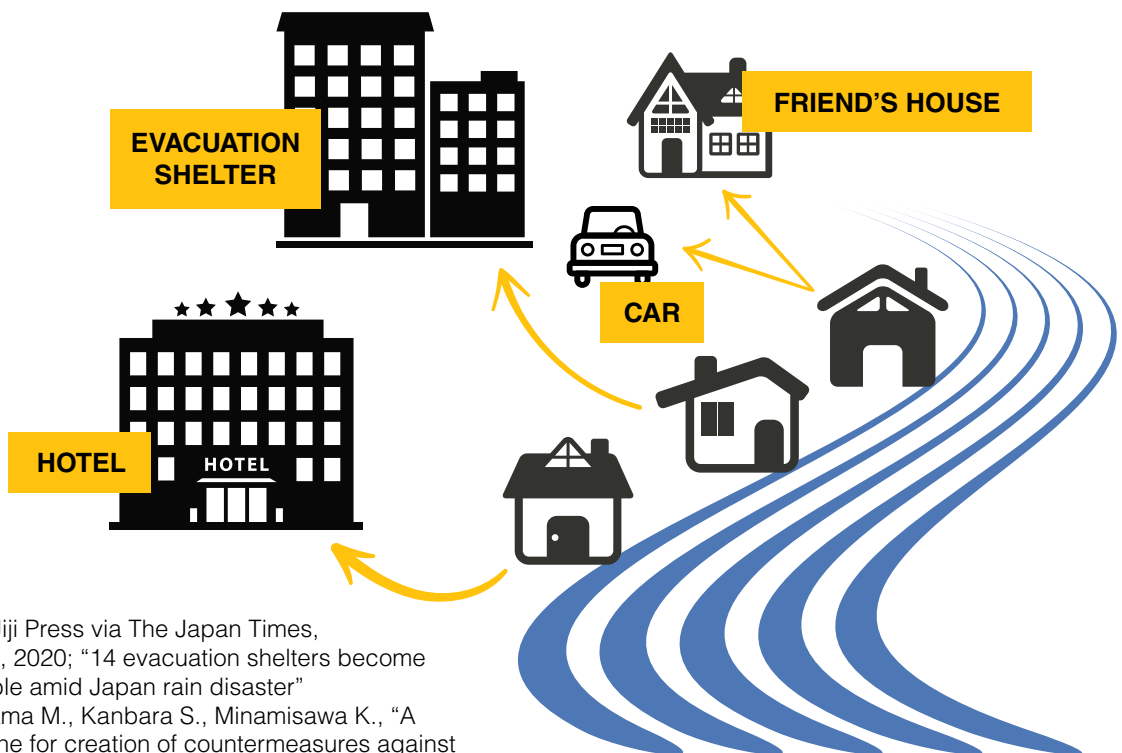 EVACUATION
SHELTER
FRIEND'S HOUSE
CAR
HOTEL
HOTEL
Jiji Press via The Japan Times,
, 2020; “14 evacuation shelters become
amid Japan rain disaster”
M., Kanbara S., Minamisawa K., “A
for creation of countermeasures against